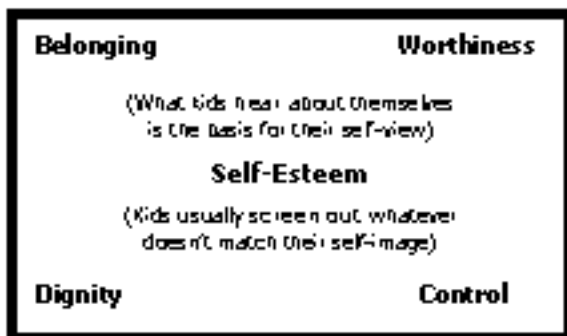 Belonging Worthiness
(What kids hear about themselves
is the basis for their self-view)
Self-Esteem
(Kids usually screen out whatever
doesn't match their self-image)
Dignity Control